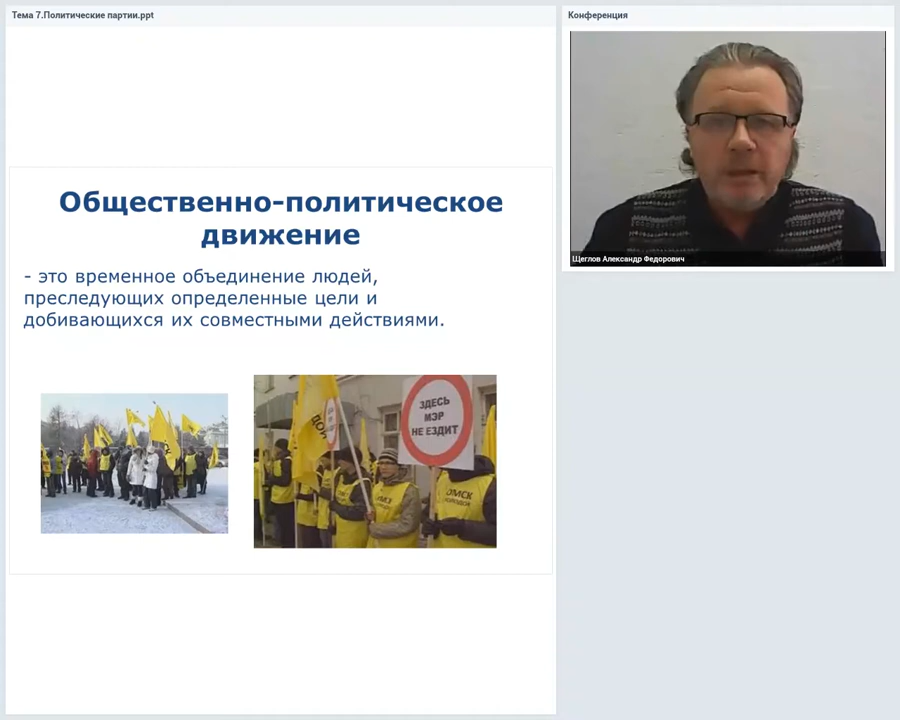 Тема 7.Политические партии.ppt
Конференция
Общественно-политическое
движение
- это временное объединение людей,
преследующих определенные цели и
добивающихся их совместными действиями.
ЗДЕСЬ
МЭР
НЕ ЕЗДИТ
ОМСК
Щеглов Александр Федорович